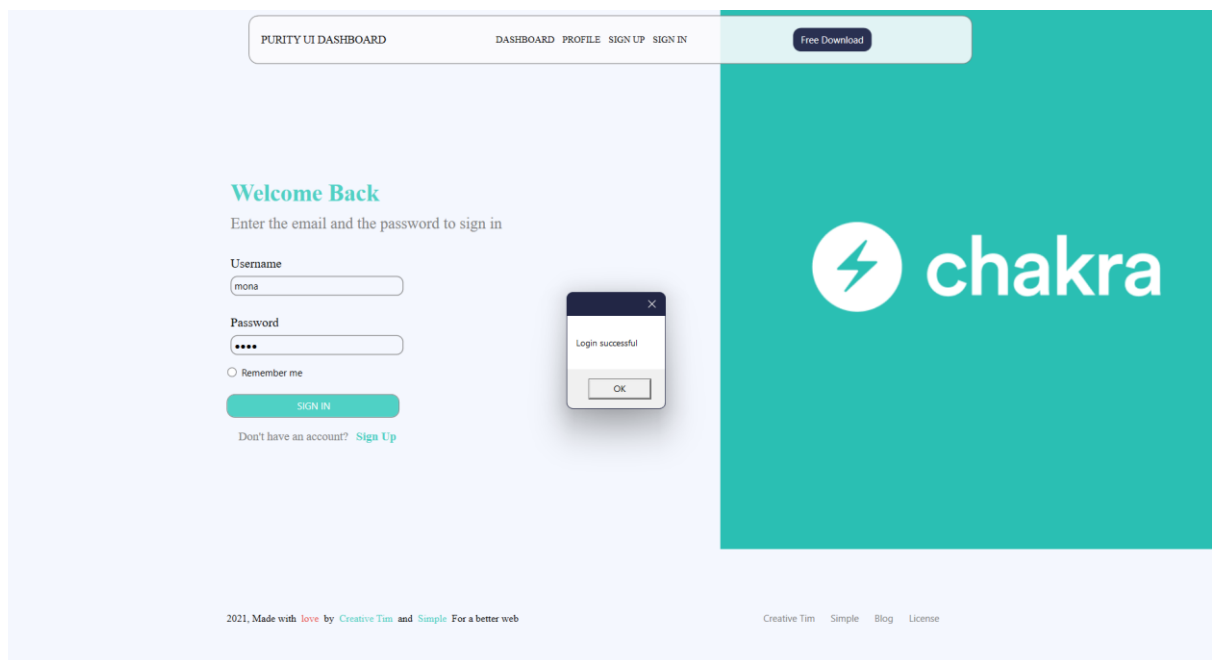 PURITY UI DASHBOARD DASHBOARD PROFILE SIGN UP SIGN IN Free Download
Welcome Back
Enter the email and the password to sign in
Username
mona
Password
••••
Remember me
SIGN IN
Don't have an account? Sign Up
Login successful
OK
chakra
2021, Made with love by Creative Tim and Simple For a better web
Creative Tim Simple Blog License